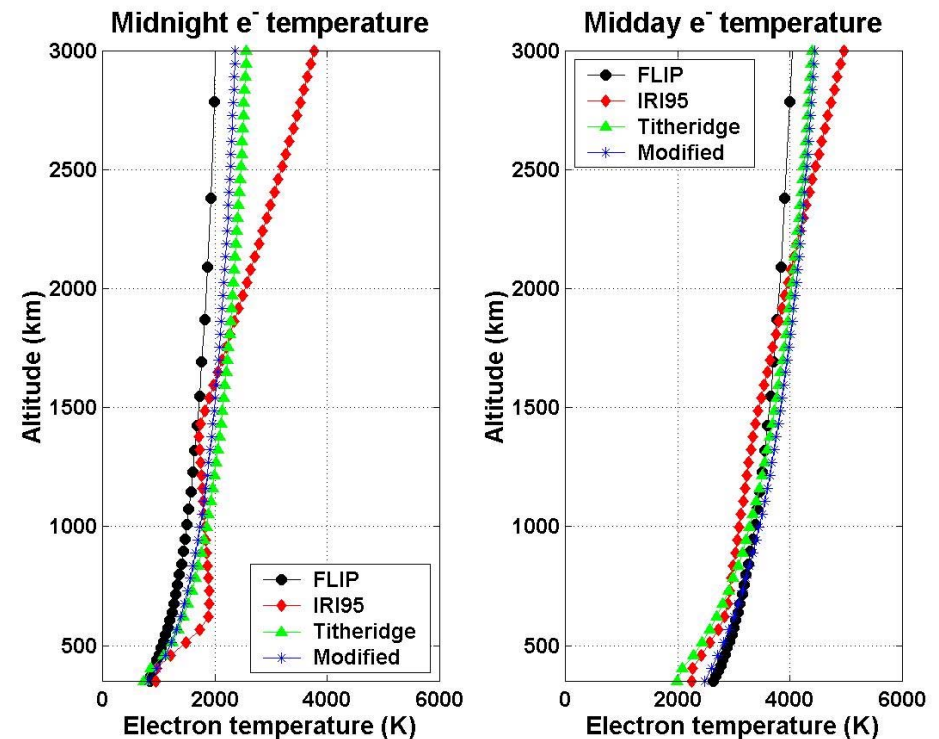 Midnight e- temperature
3000
2500
2000
1500
1000
500
0
2000
4000
6000
Altitude (km)
Electron temperature (K)
FLIP
IRI95
Titheridge
Modified
Midday e- temperature
3000
2500
2000
1500
1000
500
0
2000
4000
6000
Altitude (km)
Electron temperature (K)
FLIP
IRI95
Titheridge
Modified